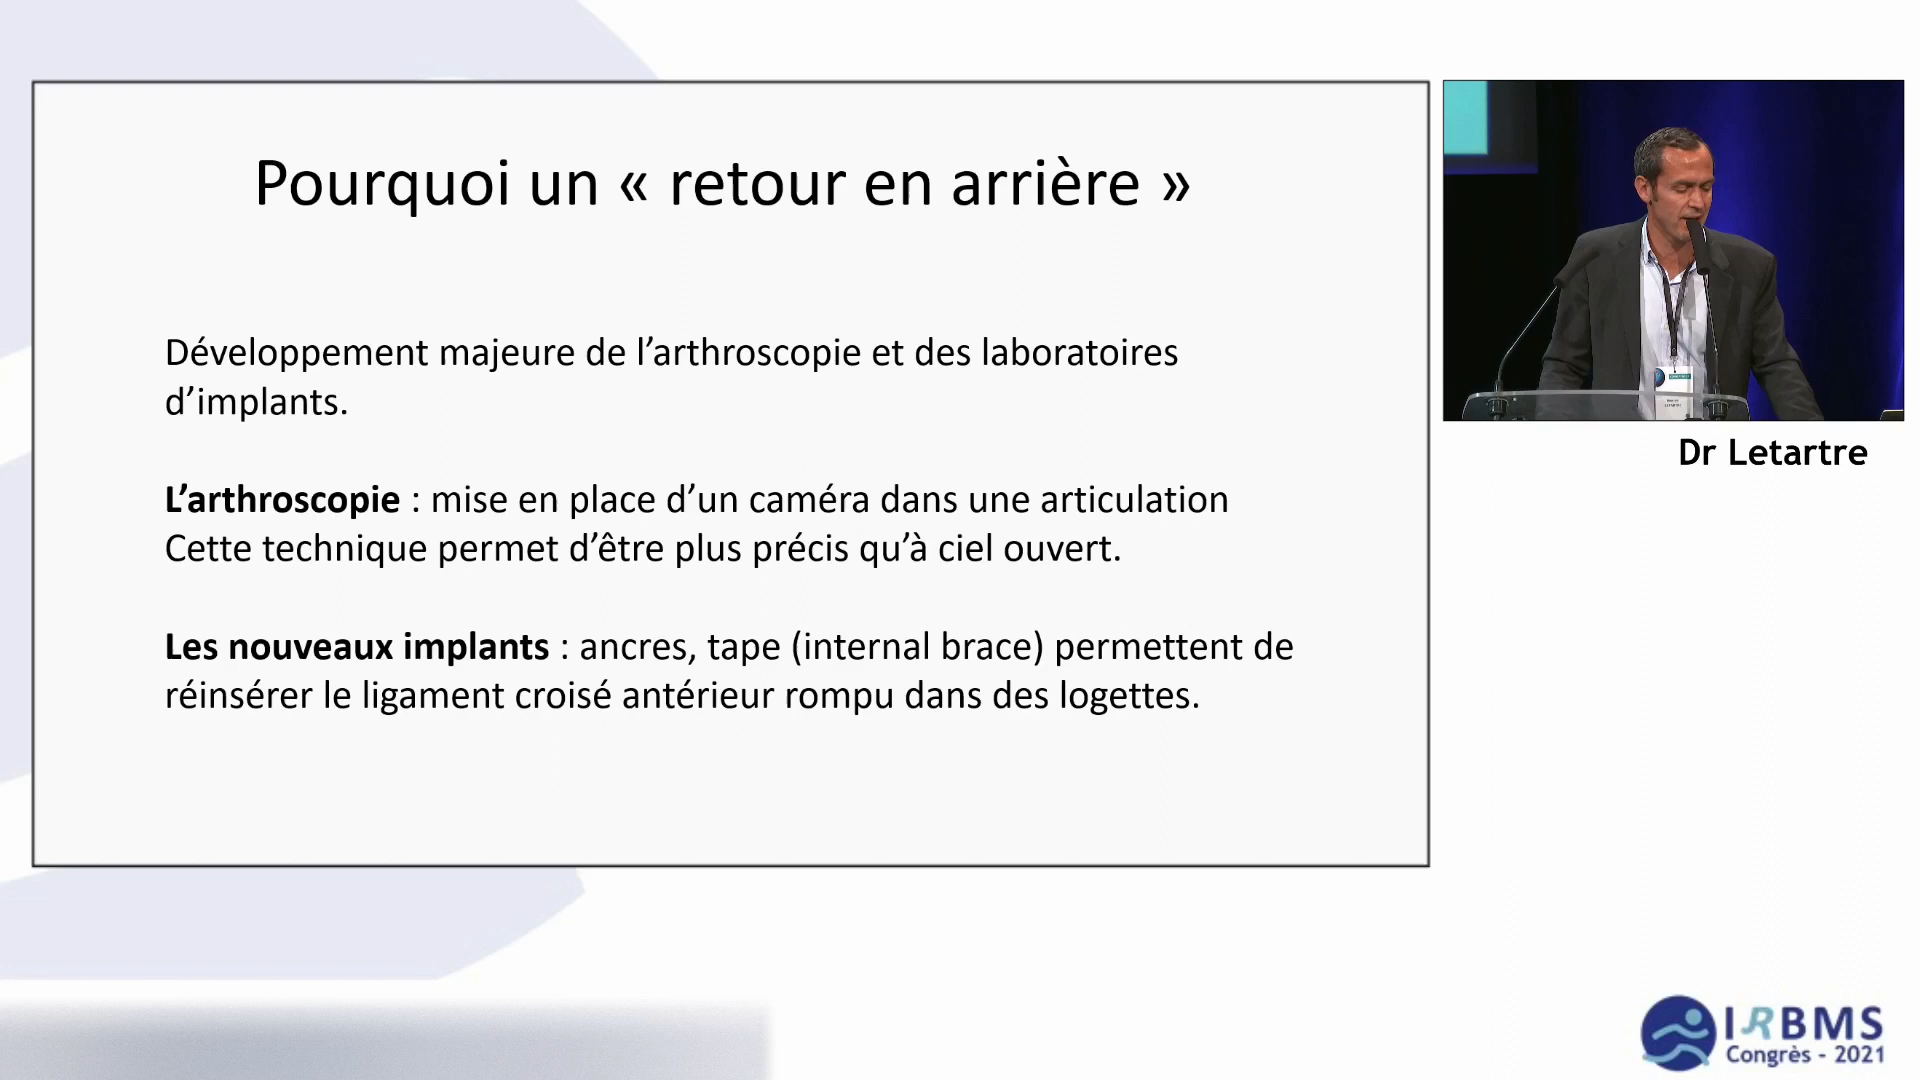 Pourquoi un « retour en arrière »
Développement majeure de l’arthroscopie et des laboratoires
d’implants.
L’arthroscopie : mise en place d’un caméra dans une articulation
Cette technique permet d’être plus précis qu’à ciel ouvert.
Les nouveaux implants : ancres, tape (internal brace) permettent de
réinsérer le ligament croisé antérieur rompu dans des logettes.
Dr Letartre
IRBMS
Congrès - 2021